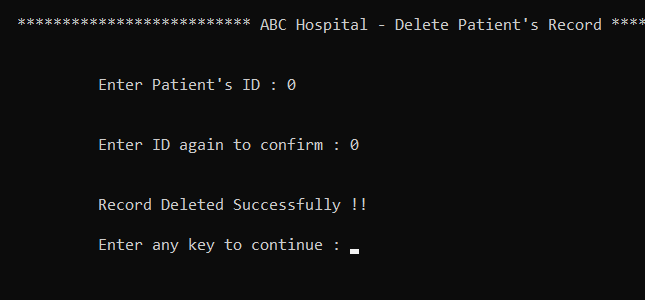 ************************** ABC Hospital - Delete Patient's Record ****
Enter Patient's ID : 0
Enter ID again to confirm : 0
Record Deleted Successfully !!
Enter any key to continue :